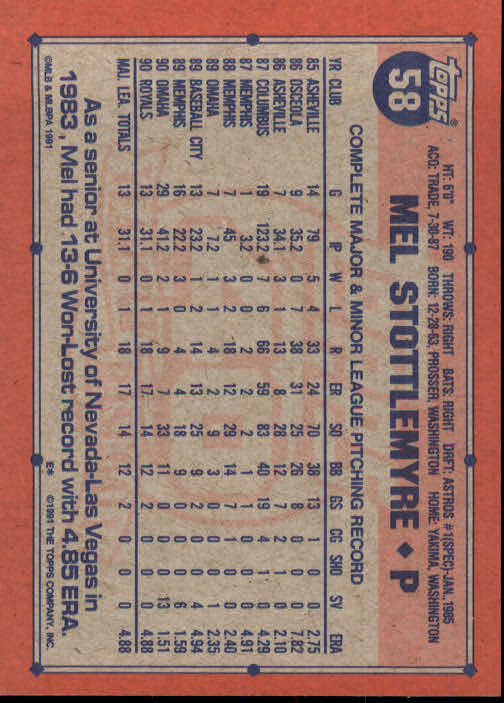 TOPPS®
58
HT: 6'0" WT: 190 THROWS: RIGHT BATS: RIGHT DRFT: ASTROS #1(SPEC)-JAN. 1985
ACQ: TRADE, 7-30-87 BORN: 12-28-63, PROSSER, WASHINGTON HOME: YAKIMA, WASHINGTON
MEL STOTTLEMYRE ◆ P
COMPLETE MAJOR & MINOR LEAGUE PITCHING RECORD
YR CLUB G IP W L R ER SO BB GS CG SHO SV ERA
85 ASHEVILLE 14 79 5 4 33 24 70 38 13 1 0 0 2.75
86 OSCEOLA 9 35.2 7 38 31 25 26 8 0 0 7.82
86 ASHEVILLE 7 34.1 3 1 13 8 28 12 7 2 1 0 2.10
87 COLUMBUS 19 123.2 7 6 66 59 83 40 19 4 1 0 4.29
87 MEMPHIS 1 3.2 0 2 2 2 1 1 0 0 0 4.91
88 MEMPHIS 7 45 3 2 18 12 29 14 7 1 0 0 2.40
89 OMAHA 1 7.2 4 2 9 3 1 0 0 0 2.35
89 BASEBALL CITY 13 23.2 1 2 14 13 25 9 2 0 0 4 4.94
89 MEMPHIS 16 22.2 3 0 4 4 18 9 0 0 0 6 1.59
90 OMAHA 29 41.2 2 1 9 7 33 11 0 0 0 13 1.51
90 ROYALS 13 31.1 0 1 18 17 14 12 2 0 0 0 4.88
MAJ. LEA. TOTALS 13 31.1 0 1 18 17 14 12 2 0 0 0 4.88
As a senior at University of Nevada-Las Vegas in
1983, Mel had 13-6 Won-Lost record with 4.85 ERA.
©MLB & MLBPA 1991
E* ©1991 THE TOPPS COMPANY, INC.